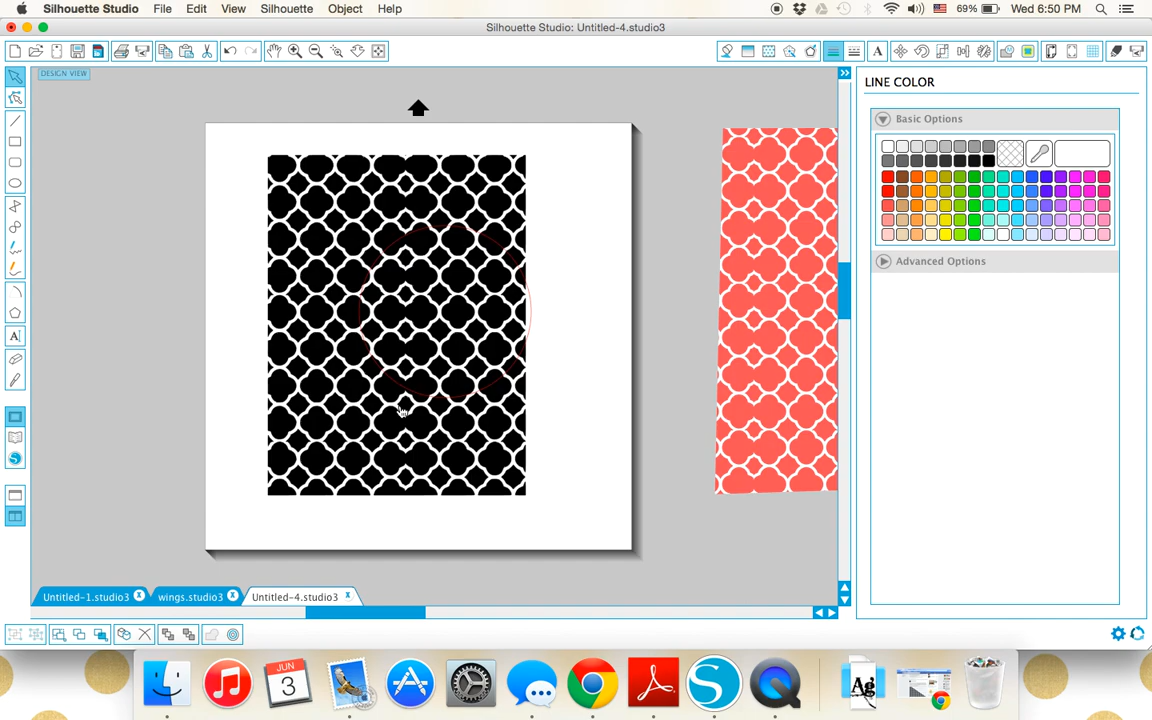 Silhouette Studio File Edit View Silhouette Object Help 69% Wed 6:50 PM
Silhouette Studio: Untitled-4.studio3
DESIGN VIEW
LINE COLOR
Basic Options
Advanced Options
Untitled-1.studio3 wings.studio3 Untitled-4.studio3
JUN
3
Ag